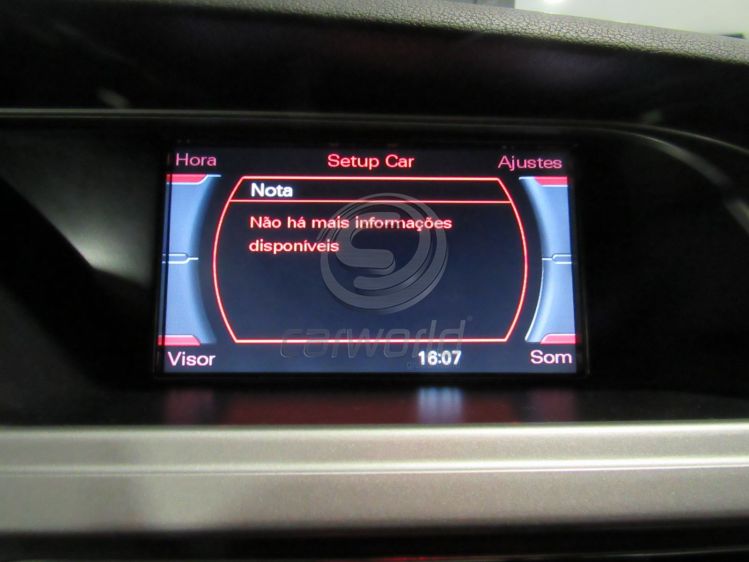 Hora Setup Car Ajustes
Nota
Não há mais informações
disponíveis
carworld
Visor 16:07 Som